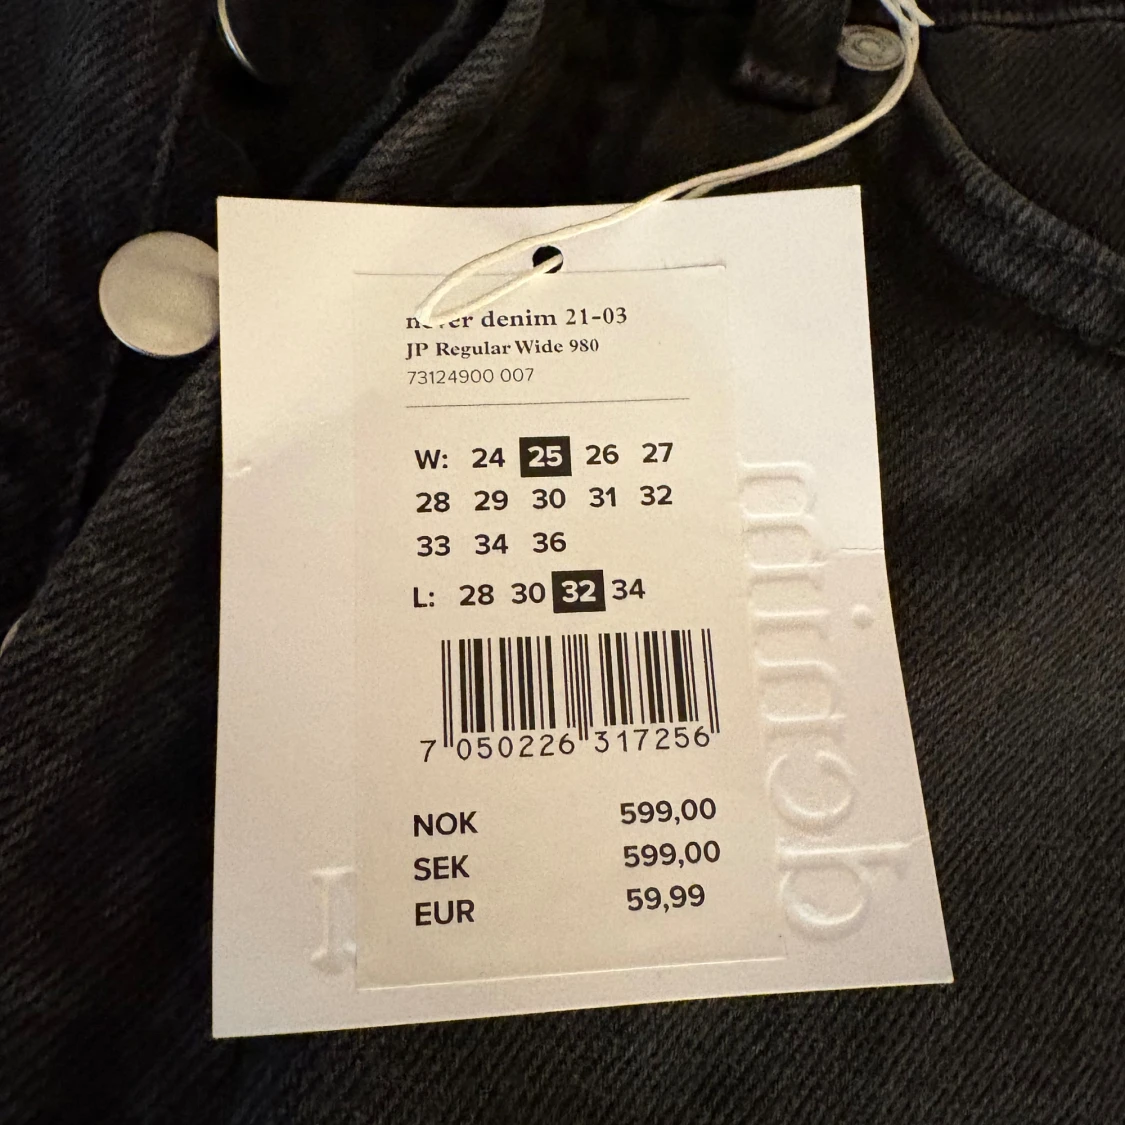 denim 21-03
JP Regular Wide 980
73124900 007
W: 24 25 26 27
28 29 30 31 32
33 34 36
L: 28 30 32 34
7 050226 317256
NOK 599,00
SEK 599,00
EUR 59,99
denim